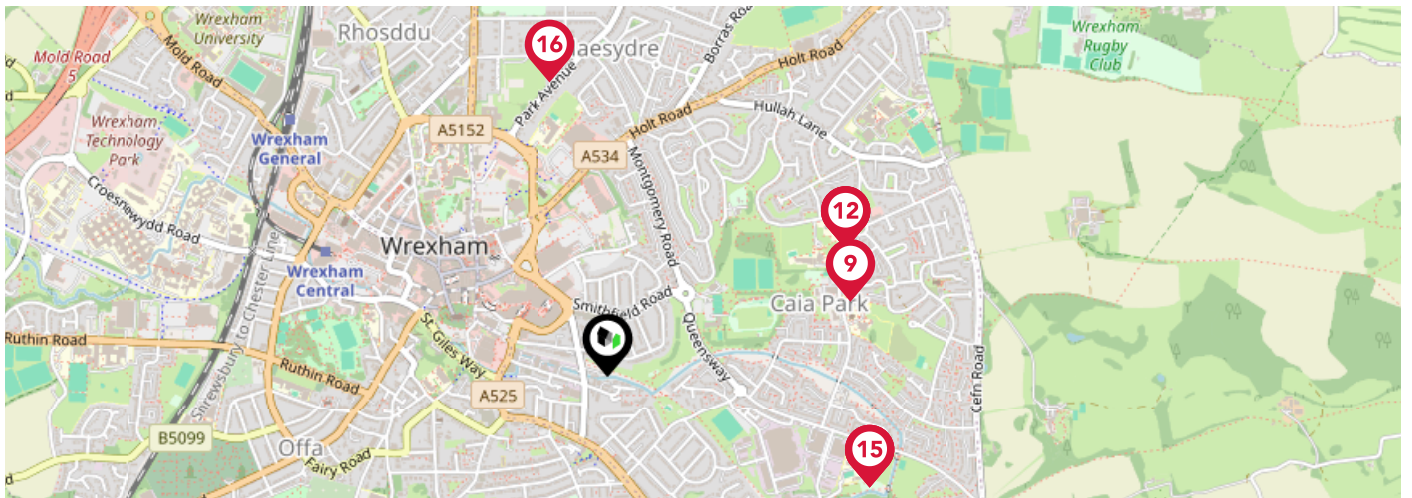 Wrexham
University
Rhosddu
16
aesydre
Borras Roa
Wrexham
Rugby
Club
Mold Road
5
Mold Road
Holt Road
Park Avenue
Hullah Lane
Wrexham
Technology
Park
Wrexham
General
A5152
Holt Road
A534
Montgomery Road
Croesnewydd Road
12
Wrexham
9
Wrexham
Central
Smithfield Road
Caia Park
Shrewsbury to Chester Line
Ruthin Road
Ruthin Road
St. Giles Way
Queensway
Cefn Road
A525
B5099
Offa
Fairy Road
15